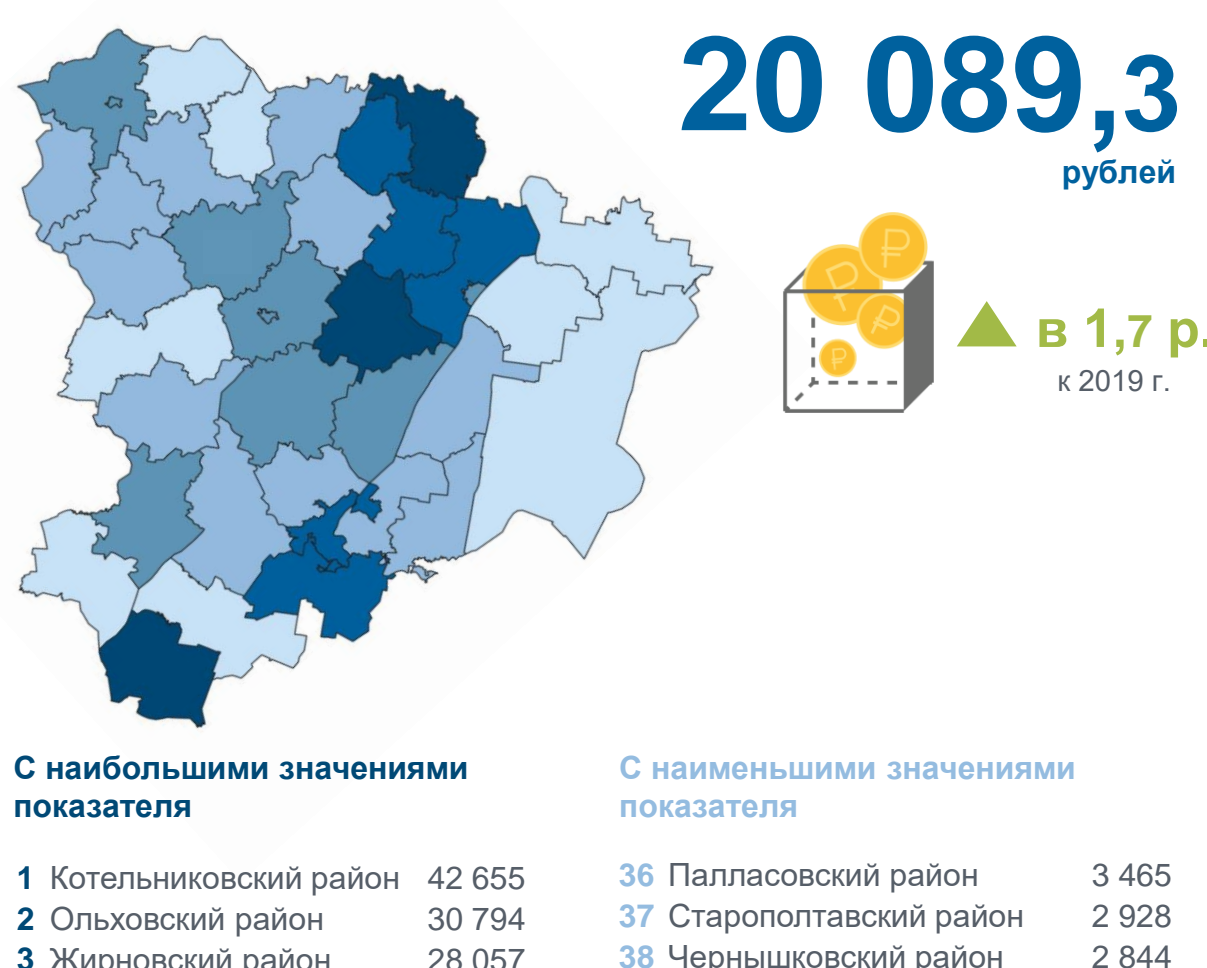 20 089,3
рублей
в 1,7 р.
к 2019 г.
С наибольшими значениями
показателя
1 Котельниковский район 42 655
2 Ольховский район 30 794
3 Жирновский район 28 057
С наименьшими значениями
показателя
36 Палласовский район 3 465
37 Старополтавский район 2 928
38 Чернышковский район 2 844